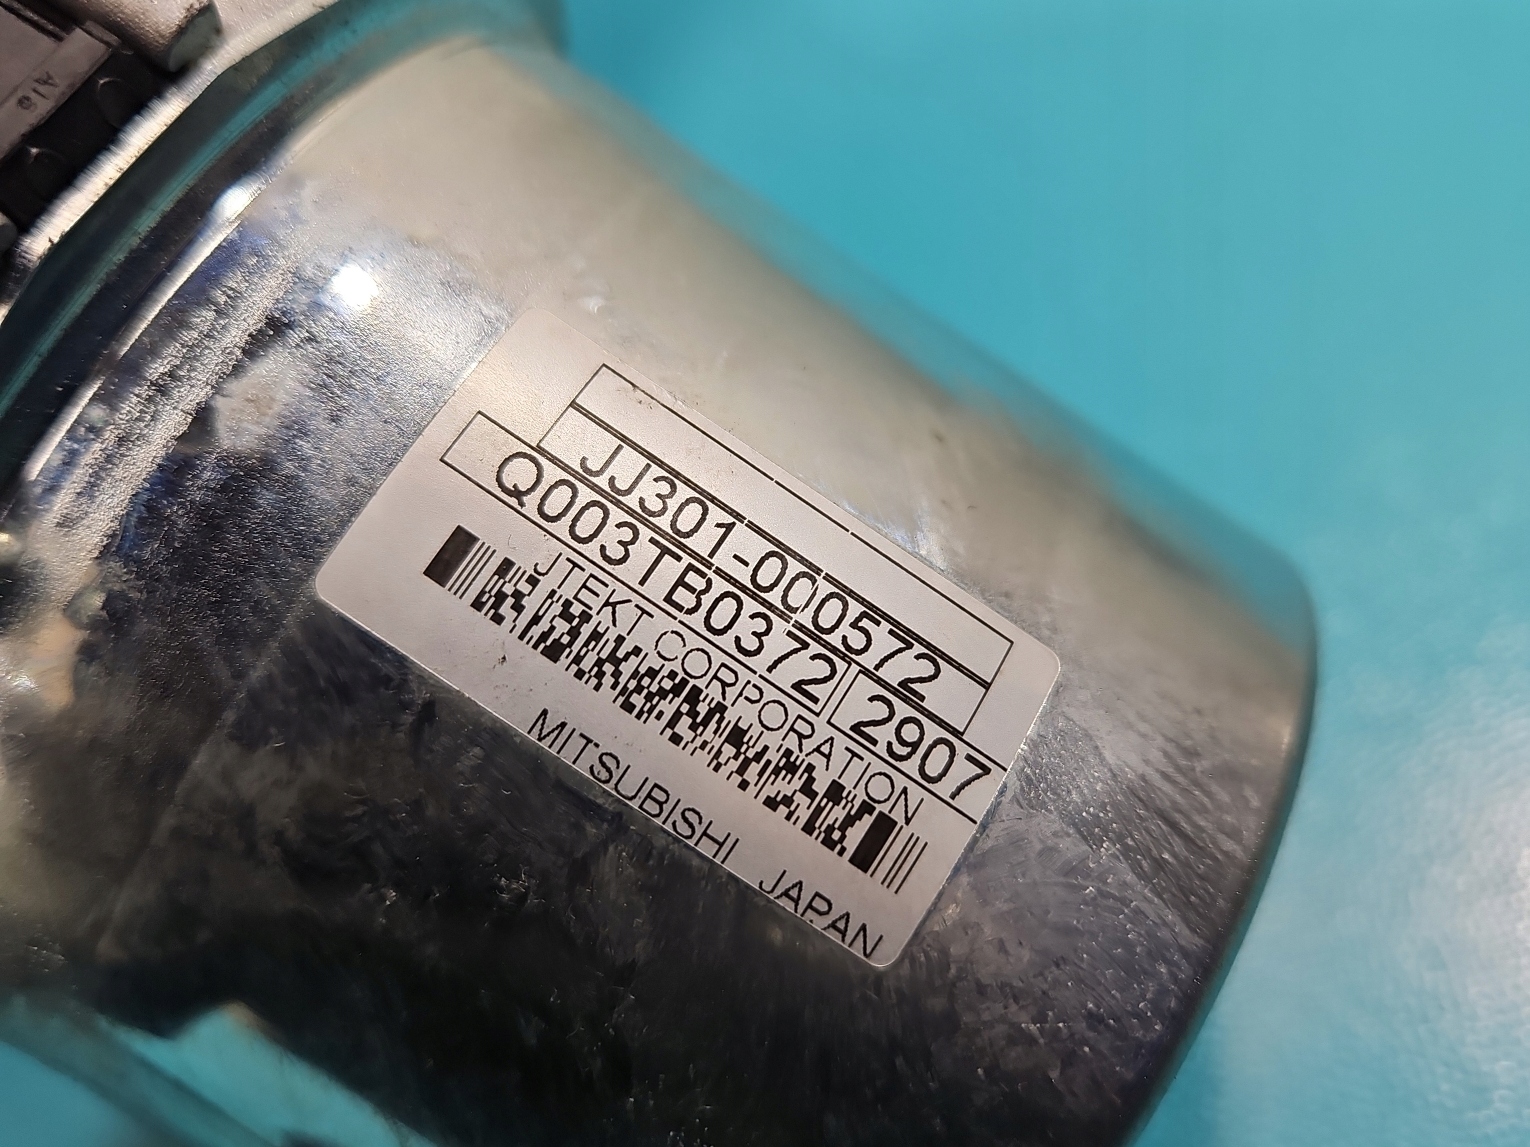 JJ301-000572
Q003TB0372 2907
JTEKT CORPORATION
MITSUBISHI JAPAN